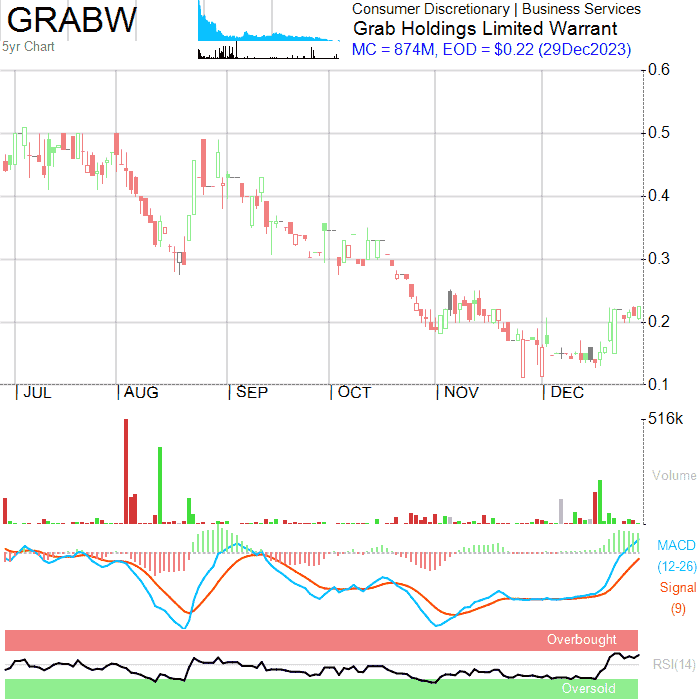 GRABW
5yr Chart
Consumer Discretionary | Business Services
Grab Holdings Limited Warrant
MC = 874M, EOD = $0.22 (29Dec2023)
0.6
0.5
0.4
0.3
0.2
0.1
| JUL | AUG | SEP | OCT | NOV | DEC
516k
Volume
MACD
(12-26)
Signal
(9)
Overbought
RSI(14)
Oversold